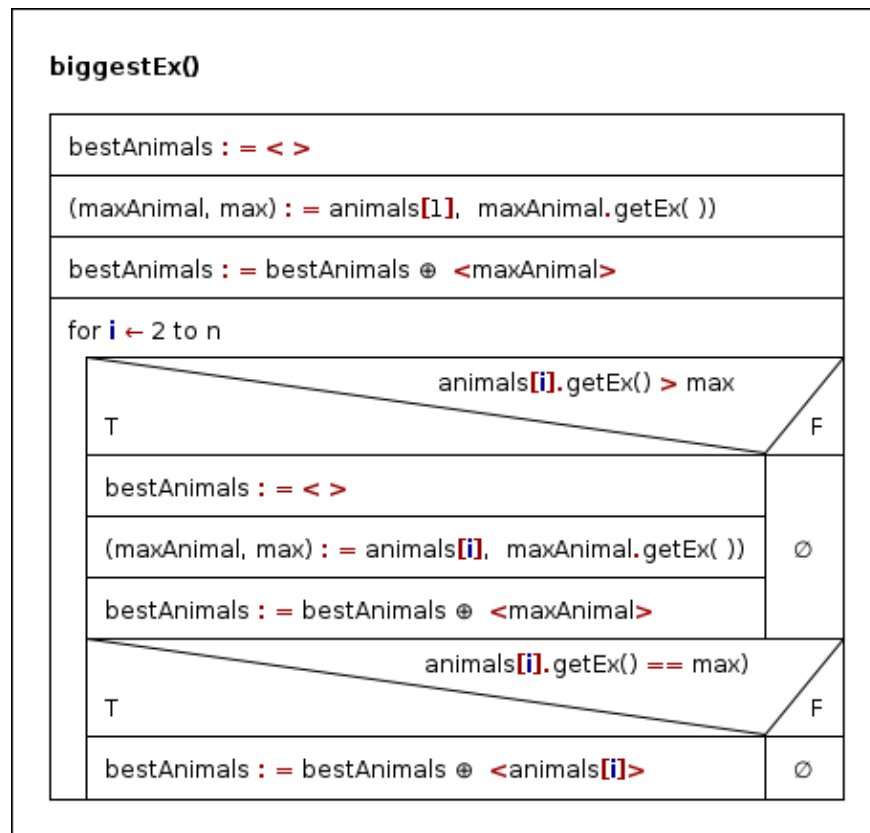 biggestEx()
bestAnimals : = < >
(maxAnimal, max) : = animals[1], maxAnimal.getEx( ))
bestAnimals : = bestAnimals ⊕ <maxAnimal>
for i ← 2 to n
animals[i].getEx() > max
T F
bestAnimals : = < >
(maxAnimal, max) : = animals[i], maxAnimal.getEx( )) ∅
bestAnimals : = bestAnimals ⊕ <maxAnimal>
animals[i].getEx() == max)
T F
bestAnimals : = bestAnimals ⊕ <animals[i]> ∅